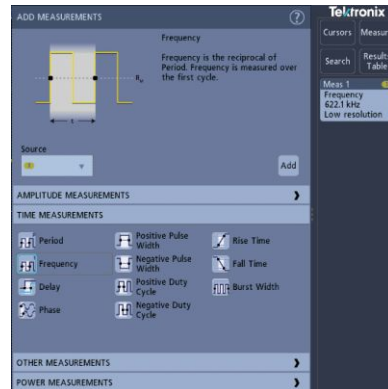 ADD MEASUREMENTS
Tektronix
Frequency
Frequency is the reciprocal of
Period. Frequency is measured over
the first cycle.
Source
Add
AMPLITUDE MEASUREMENTS
TIME MEASUREMENTS
Period
Positive Pulse
Width
Rise Time
Frequency
Negative Pulse
Width
Fall Time
Delay
Positive Duty
Cycle
Burst Width
Phase
Negative Duty
Cycle
OTHER MEASUREMENTS
POWER MEASUREMENTS
Cursors
Measur
Search
Result
Table
Meas 1
Frequency
622.1 kHz
Low resolution